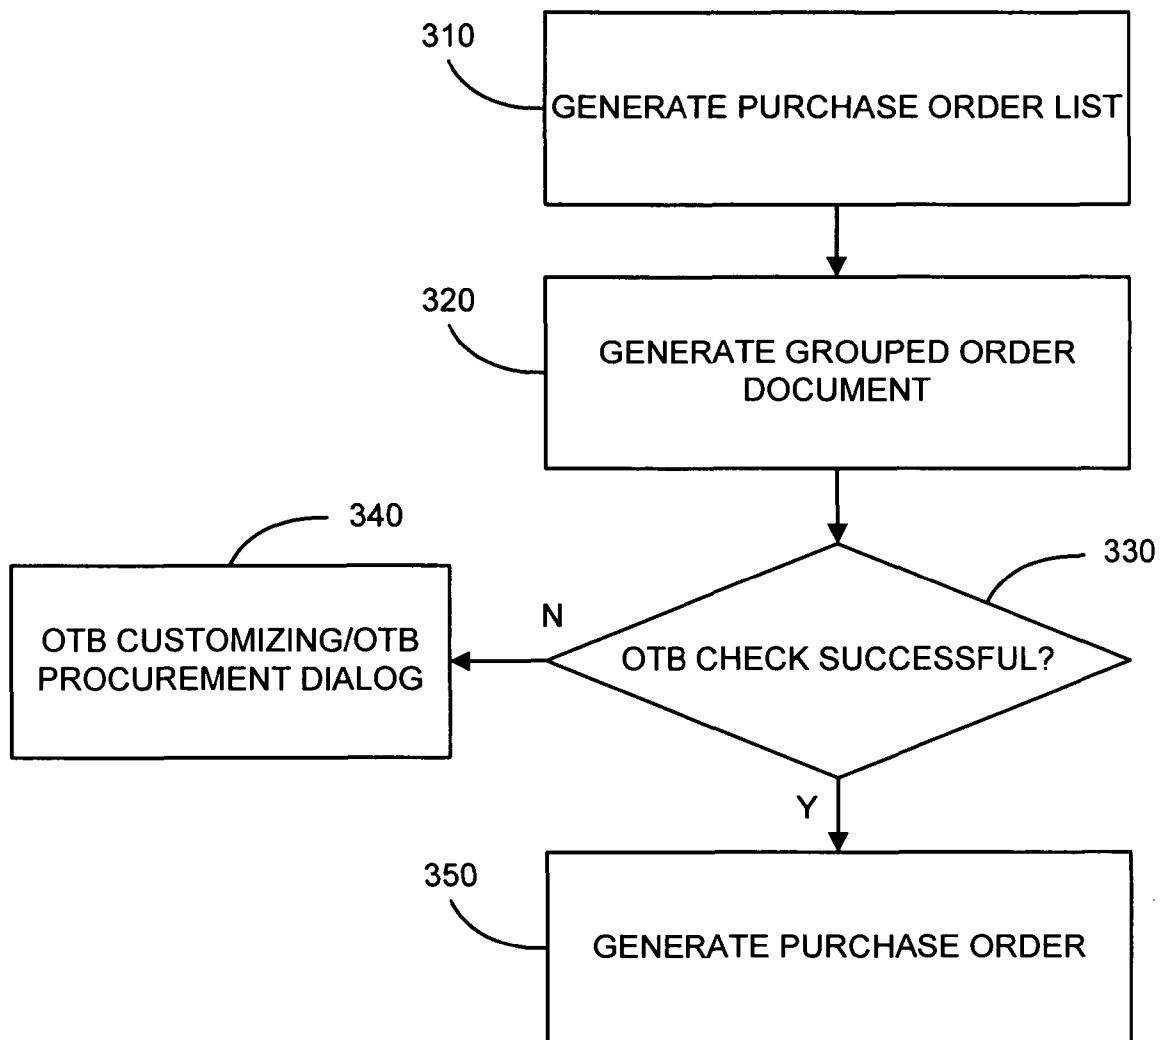 310
GENERATE PURCHASE ORDER LIST
320
GENERATE GROUPED ORDER
DOCUMENT
340
330
N
OTB CUSTOMIZING/OTB
PROCUREMENT DIALOG
OTB CHECK SUCCESSFUL?
Y
350
GENERATE PURCHASE ORDER